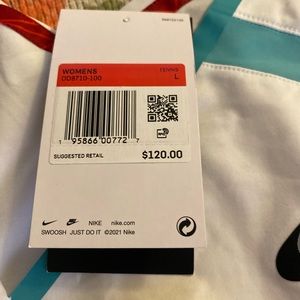 WOMENS TENNIS
DD8710-100 L
1 95866 00772 7
SUGGESTED RETAIL $120.00
NIKE nike.com
SWOOSH JUST DO IT ©2021 Nike